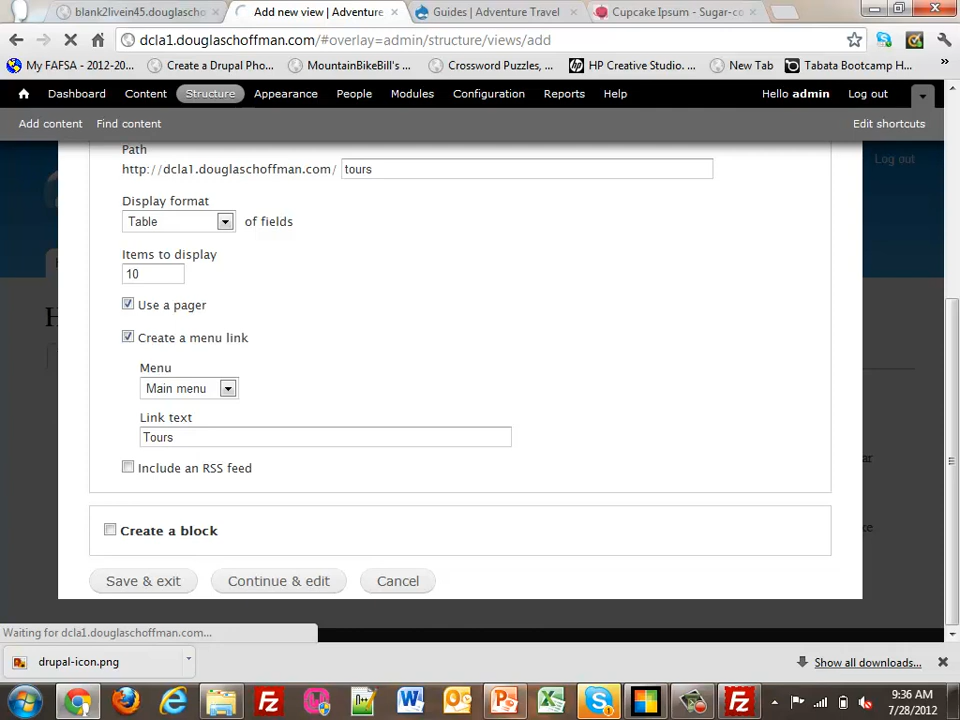 blank2livein45.douglascho
Add new view | Adventure
Guides | Adventure Travel
Cupcake Ipsum - Sugar-co
dcla1.douglaschoffman.com/#overlay=admin/structure/views/add
My FAFSA - 2012-20...
Create a Drupal Pho...
MountainBikeBill's ...
Crossword Puzzles, ...
HP Creative Studio. ...
New Tab
Tabata Bootcamp H...
Dashboard Content Structure Appearance People Modules Configuration Reports Help
Hello admin Log out
Add content Find content
Edit shortcuts
Path
Log out
http://dcla1.douglaschoffman.com/ tours
Display format
Table of fields
Items to display
10
Use a pager
Create a menu link
Menu
Main menu
Link text
Tours
Include an RSS feed
Create a block
Save & exit Continue & edit Cancel
Waiting for dcla1.douglaschoffman.com...
drupal-icon.png
Show all downloads...
9:36 AM
7/28/2012